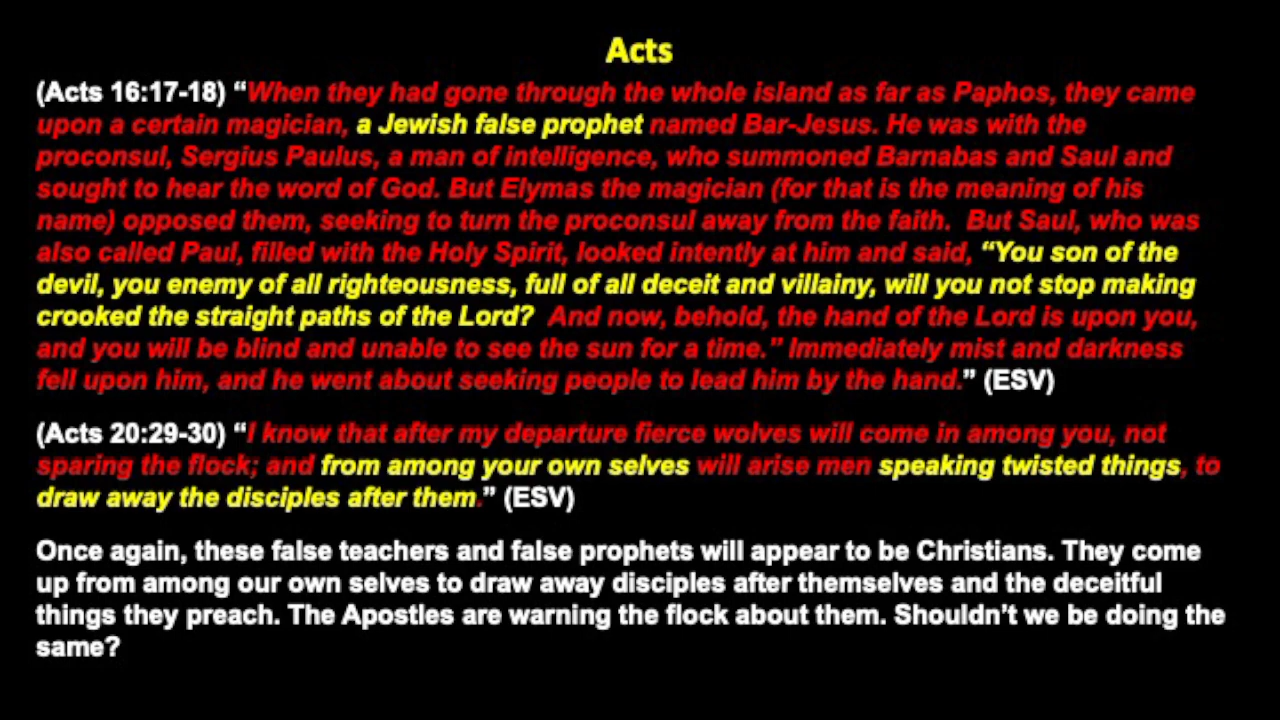 Acts
(Acts 16:17-18) “When they had gone through the whole island as far as Paphos, they came
upon a certain magician, a Jewish false prophet named Bar-Jesus. He was with the
proconsul, Sergius Paulus, a man of intelligence, who summoned Barnabas and Saul and
sought to hear the word of God. But Elymas the magician (for that is the meaning of his
name) opposed them, seeking to turn the proconsul away from the faith.  But Saul, who was
also called Paul, filled with the Holy Spirit, looked intently at him and said, “You son of the
devil, you enemy of all righteousness, full of all deceit and villainy, will you not stop making
crooked the straight paths of the Lord?  And now, behold, the hand of the Lord is upon you,
and you will be blind and unable to see the sun for a time.” Immediately mist and darkness
fell upon him, and he went about seeking people to lead him by the hand.” (ESV)
(Acts 20:29-30) “I know that after my departure fierce wolves will come in among you, not
sparing the flock; and from among your own selves will arise men speaking twisted things, to
draw away the disciples after them.” (ESV)
Once again, these false teachers and false prophets will appear to be Christians. They come
up from among our own selves to draw away disciples after themselves and the deceitful
things they preach. The Apostles are warning the flock about them. Shouldn’t we be doing the
same?